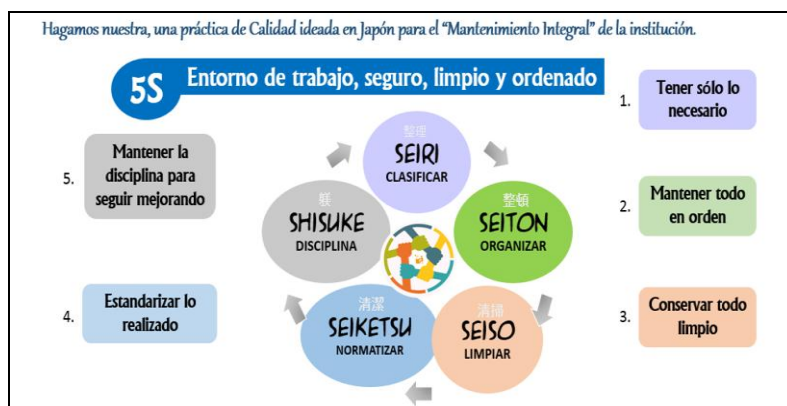 Hagamos nuestra, una práctica de Calidad ideada en Japón para el “Mantenimiento Integral” de la institución.
5S
Entorno de trabajo, seguro, limpio y ordenado
整理
SEIRI
CLASIFICAR
整頓
SEITON
ORGANIZAR
清掃
SEISO
LIMPIAR
清潔
SEIKETSU
NORMATIZAR
躾
SHISUKE
DISCIPLINA
1.
Tener sólo lo
necesario
2.
Mantener todo
en orden
3.
Conservar todo
limpio
4.
Estandarizar lo
realizado
5.
Mantener la
disciplina para
seguir mejorando